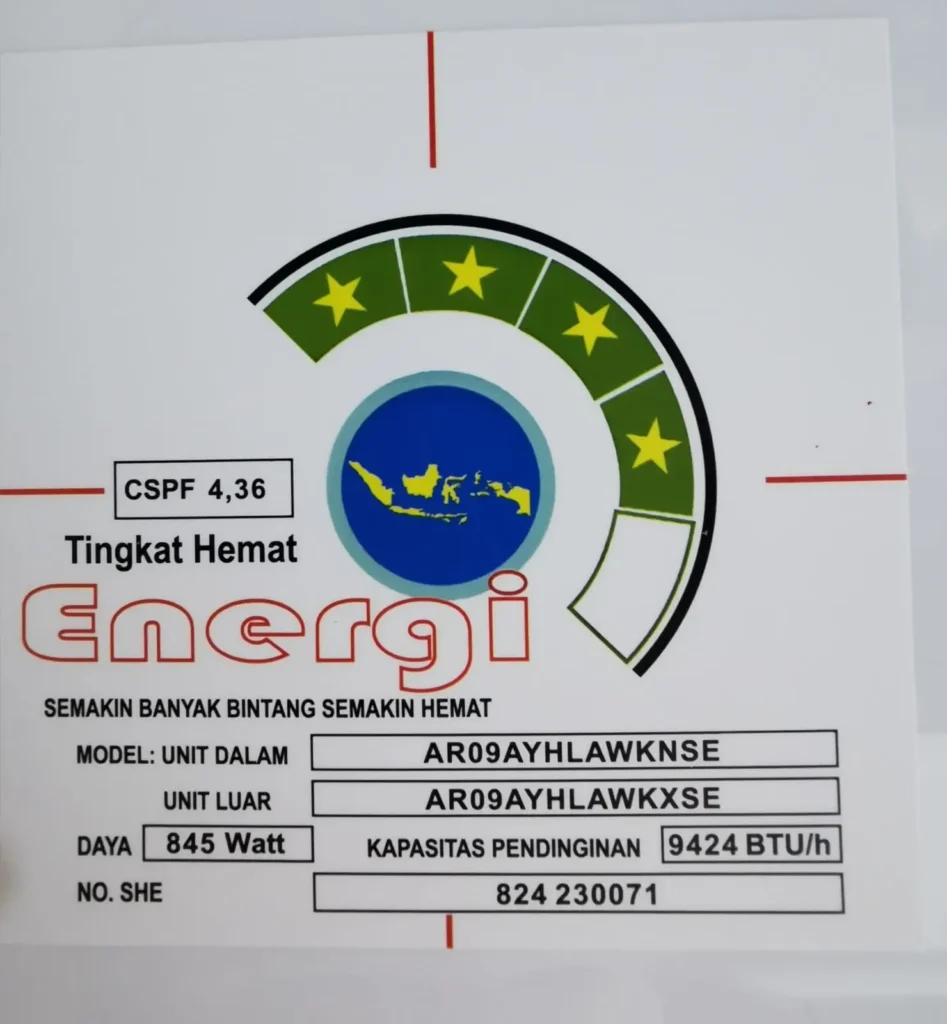 CSPF 4,36
Tingkat Hemat
Energi
SEMAKIN BANYAK BINTANG SEMAKIN HEMAT
MODEL: UNIT DALAM AR09AYHLAWKNSE
UNIT LUAR AR09AYHLAWKXSE
DAYA 845 Watt KAPASITAS PENDINGINAN 9424 BTU/h
NO. SHE 824 230071